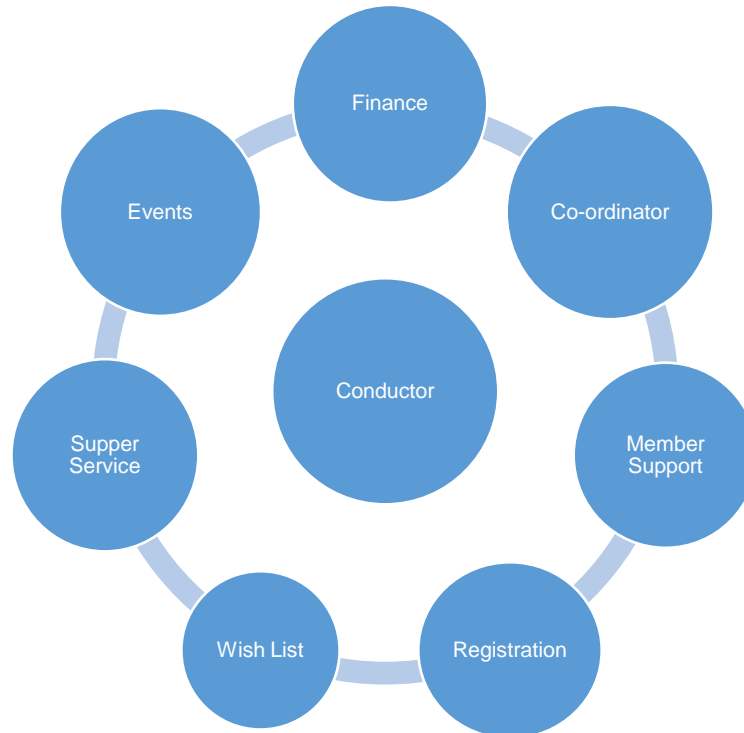 Finance
Events
Co-ordinator
Conductor
Supper
Service
Member
Support
Wish List
Registration